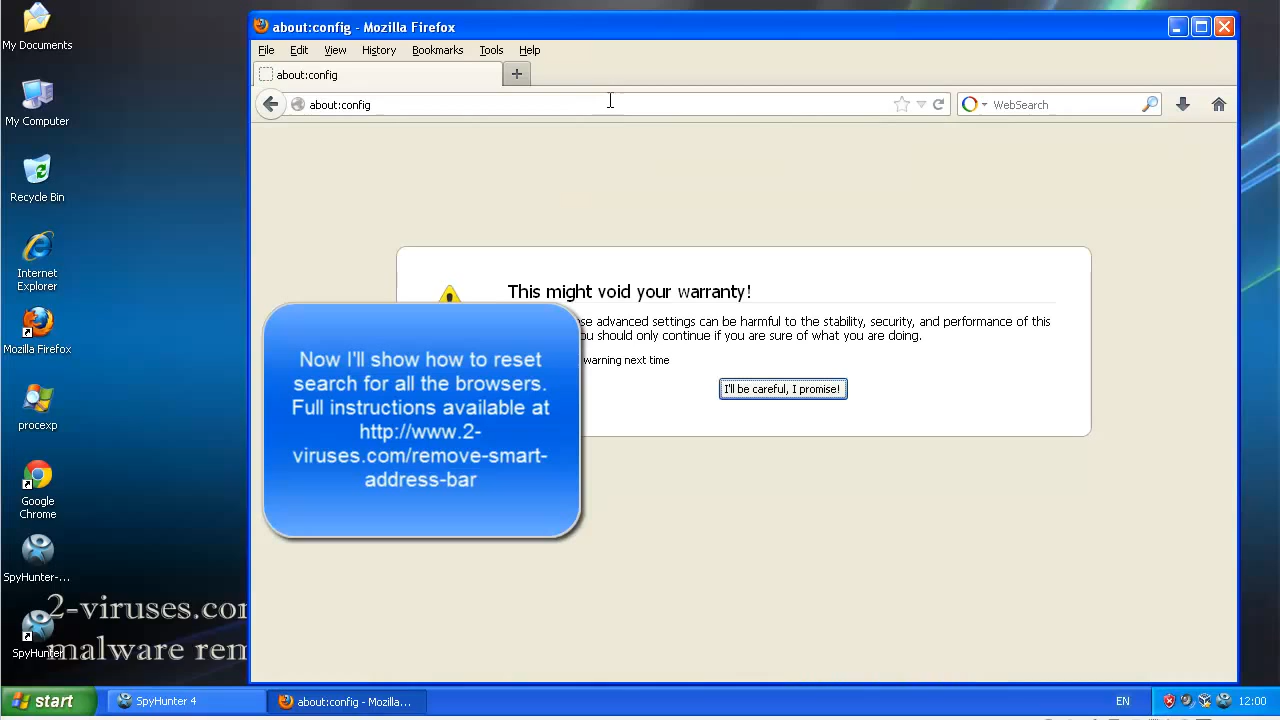 My Documents
My Computer
Recycle Bin
Internet
Explorer
Mozilla Firefox
procexp
Google
Chrome
SpyHunter-...
SpyHunter
2-viruses.com
malware rem
about:config - Mozilla Firefox
File Edit View History Bookmarks Tools Help
about:config
about:config
WebSearch
This might void your warranty!
se advanced settings can be harmful to the stability, security, and performance of this
ou should only continue if you are sure of what you are doing.
warning next time
I'll be careful, I promise!
Now I'll show how to reset
search for all the browsers.
Full instructions available at
http://www.2-
viruses.com/remove-smart-
address-bar
start
SpyHunter 4
about:config - Mozilla...
EN
12:00